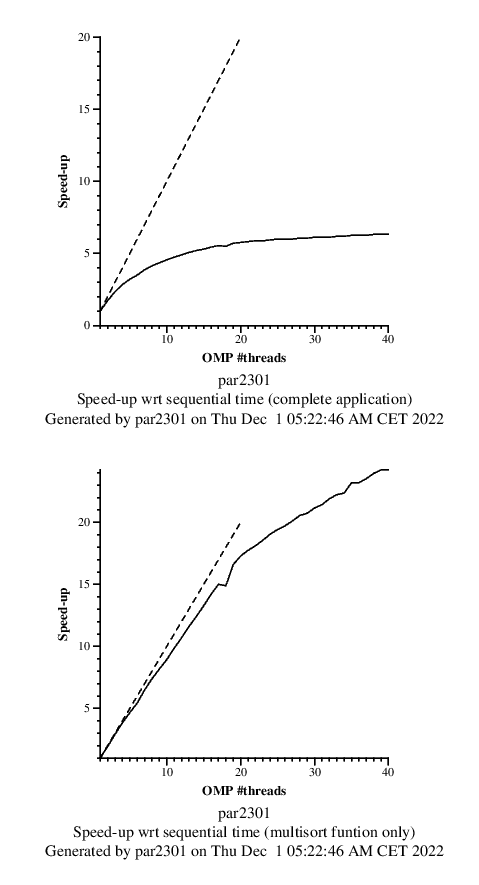 20
15
10
5
0
Speed-up
10 20 30 40
OMP #threads
par2301
Speed-up wrt sequential time (complete application)
Generated by par2301 on Thu Dec 1 05:22:46 AM CET 2022
20
15
10
5
Speed-up
10 20 30 40
OMP #threads
par2301
Speed-up wrt sequential time (multisort funtion only)
Generated by par2301 on Thu Dec 1 05:22:46 AM CET 2022